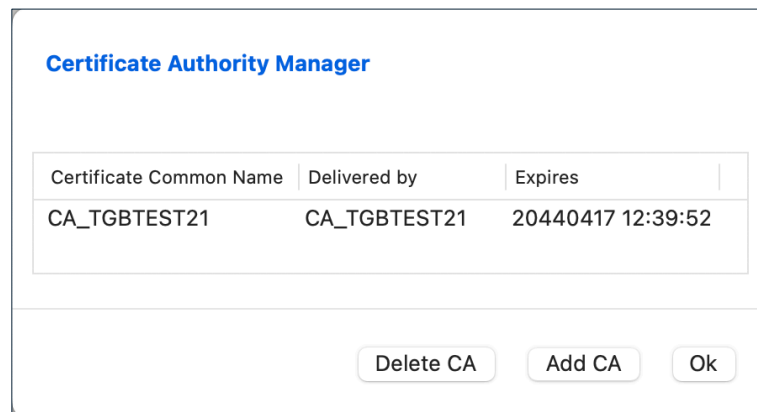 Certificate Authority Manager
Certificate Common Name Delivered by Expires
CA_TGBTEST21 CA_TGBTEST21 20440417 12:39:52
Delete CA Add CA Ok